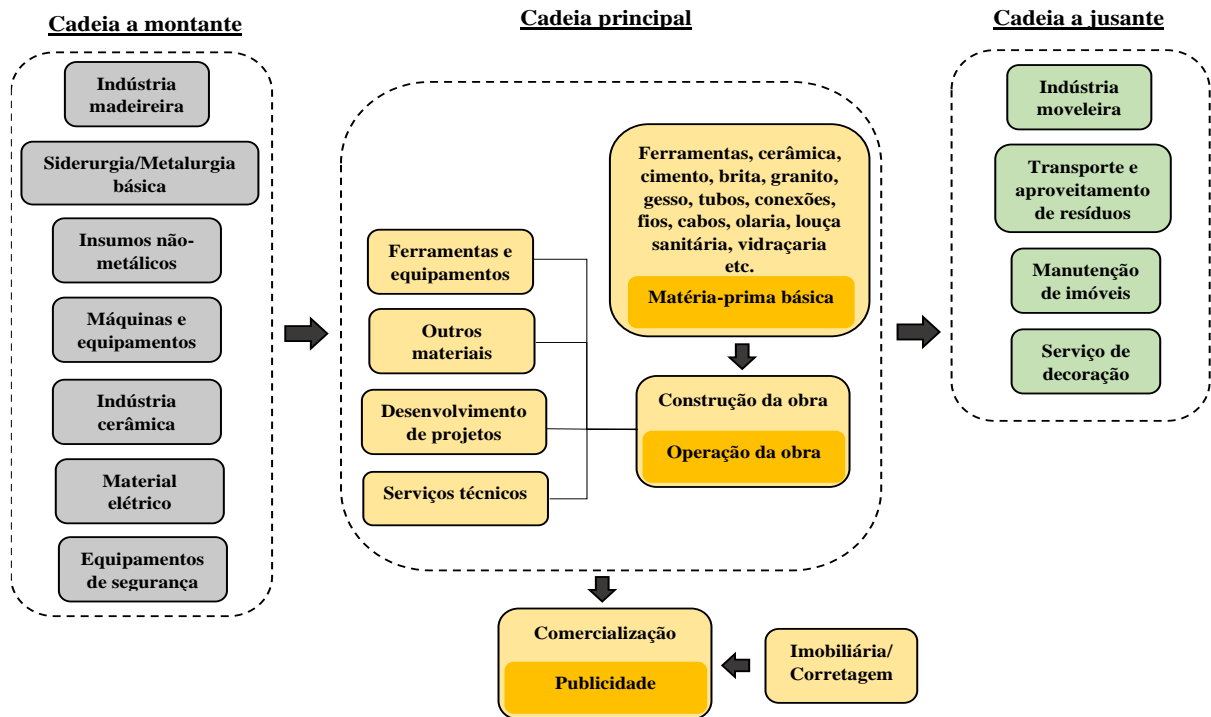 Cadeia a montante
Indústria
madeireira
Siderurgia/Metalurgia
básica
Insumos não-
metálicos
Máquinas e
equipamentos
Indústria
cerâmica
Material
elétrico
Equipamentos
de segurança
Cadeia principal
Ferramentas e
equipamentos
Outros
materiais
Desenvolvimento
de projetos
Serviços técnicos
Ferramentas, cerâmica,
cimento, brita, granito,
gesso, tubos, conexões,
fios, cabos, olaria, louça
sanitária, vidraçaria
etc.
Matéria-prima básica
Construção da obra
Operação da obra
Comercialização
Publicidade
Imobiliária/
Corretagem
Cadeia a jusante
Indústria
moveleira
Transporte e
aproveitamento
de resíduos
Manutenção
de imóveis
Serviço de
decoração